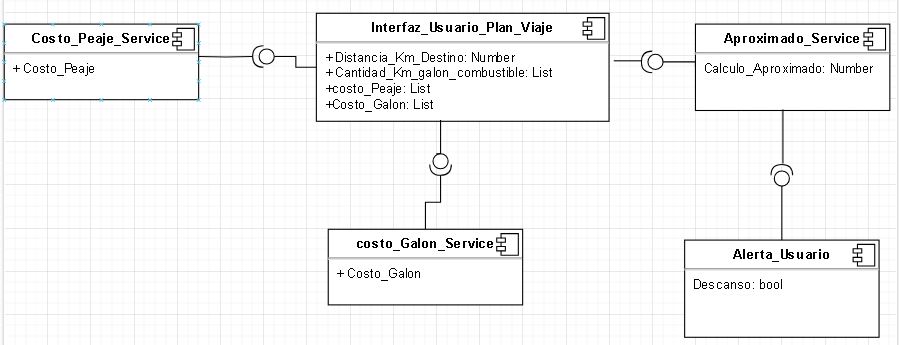 Costo_Peaje_Service
+ Costo_Peaje
Interfaz_Usuario_Plan_Viaje
+Distancia_Km_Destino: Number
+Cantidad_Km_galon_combustible: List
+costo_Peaje: List
+Costo_Galon: List
Aproximado_Service
Calculo_Aproximado: Number
costo_Galon_Service
+ Costo_Galon
Alerta_Usuario
Descanso: bool